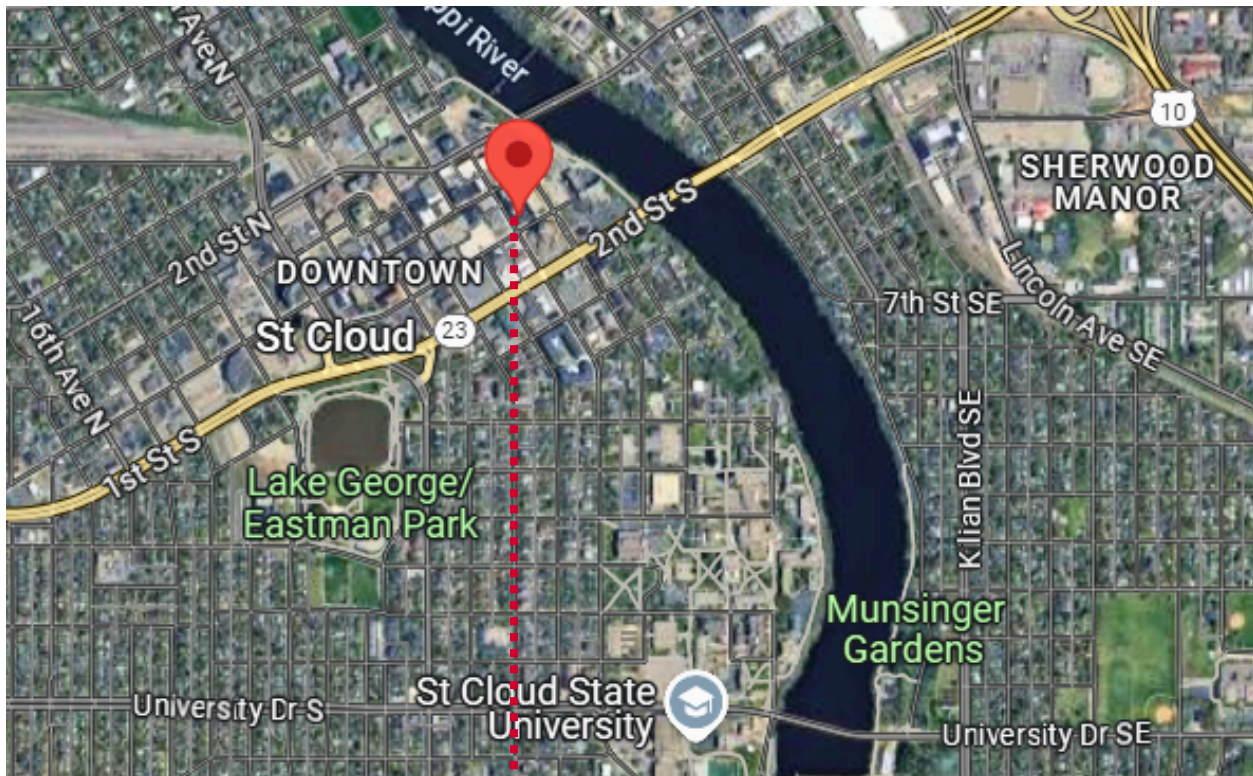 ppi River
Ave N
10
SHERWOOD
MANOR
2nd St N
2nd St S
DOWNTOWN
Lincoln Ave SE
7th St SE
St Cloud
23
16th Ave N
1st St S
Kilian Blvd SE
Lake George/
Eastman Park
Munsinger
Gardens
St Cloud State
University
University Dr S
University Dr SE